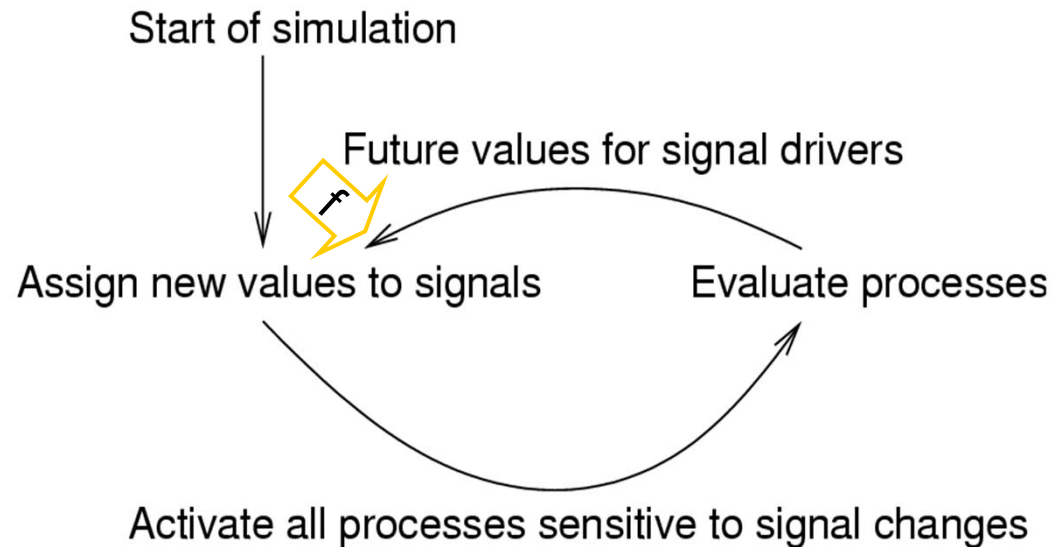 Start of simulation
Future values for signal drivers
f
Assign new values to signals
Evaluate processes
Activate all processes sensitive to signal changes